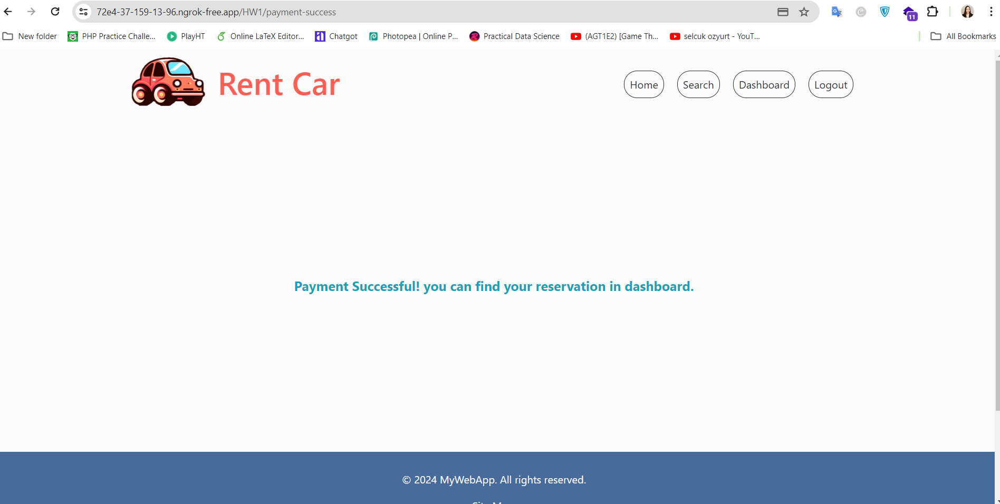 72e4-37-159-13-96.ngrok-free.app/HW1/payment-success
11
New folder
PHP Practice Challe...
PlayHT
Online LaTeX Editor...
Chatgot
Photopea | Online P...
Practical Data Science
(AGT1E2) [Game Th...
selcuk ozyurt - YouT...
All Bookmarks
Rent Car
Home
Search
Dashboard
Logout
Payment Successful! you can find your reservation in dashboard.
© 2024 MyWebApp. All rights reserved.